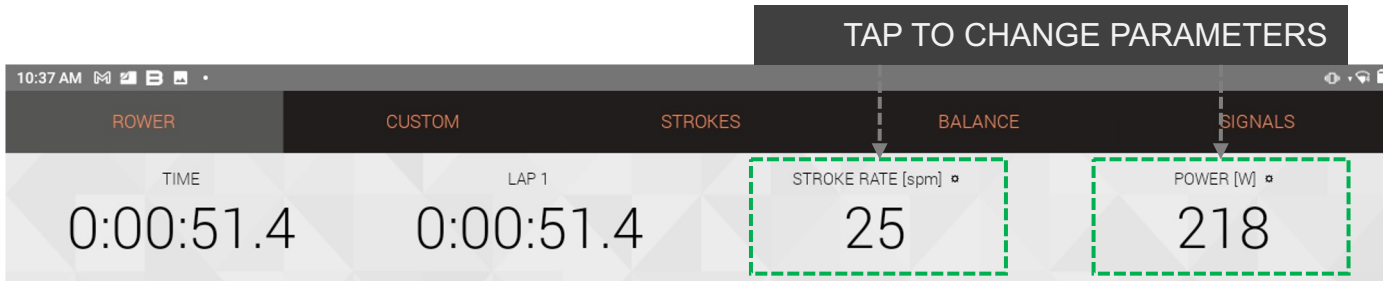 TAP TO CHANGE PARAMETERS
10:37 AM
ROWER CUSTOM STROKES BALANCE SIGNALS
TIME LAP 1 STROKE RATE [spm] POWER [W]
0:00:51.4 0:00:51.4 25 218